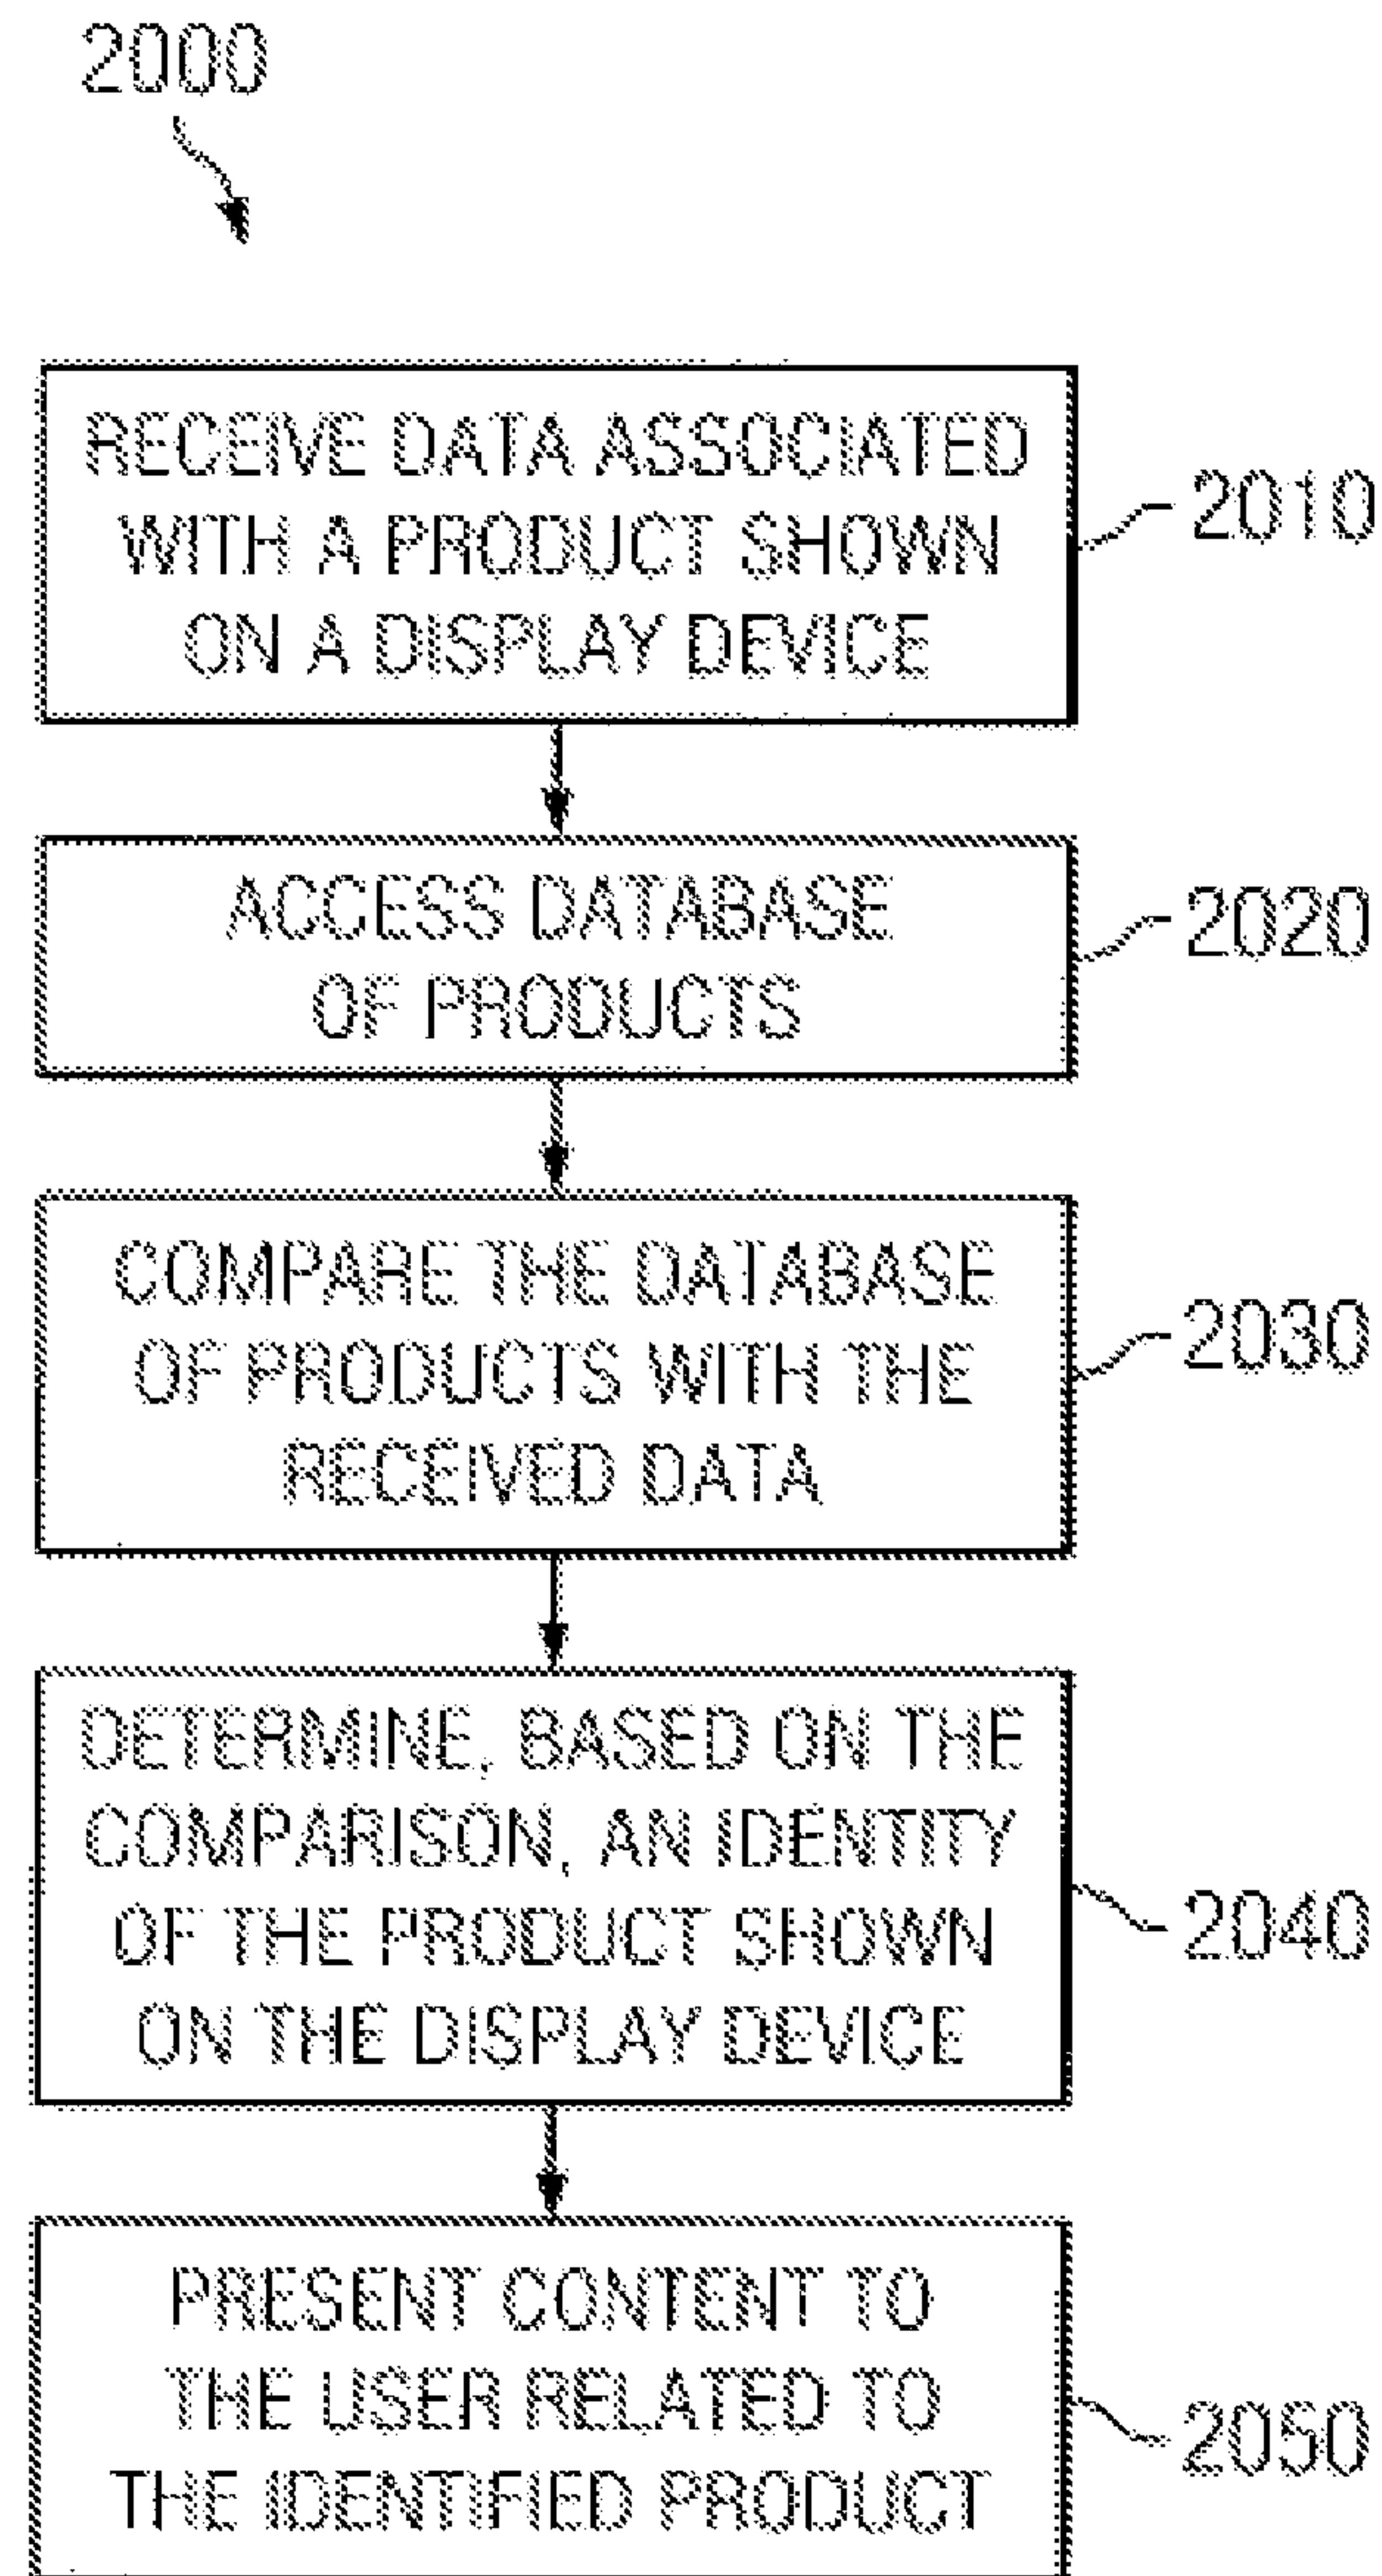 2000
RECEIVE DATA ASSOCIATED
WITH A PRODUCT SHOWN
ON A DISPLAY DEVICE
2010
ACCESS DATABASE
OF PRODUCTS
2020
COMPARE THE DATABASE
OF PRODUCTS WITH THE
RECEIVED DATA
2030
DETERMINE, BASED ON THE
COMPARISON, AN IDENTITY
OF THE PRODUCT SHOWN
ON THE DISPLAY DEVICE
2040
PRESENT CONTENT TO
THE USER RELATED TO
THE IDENTIFIED PRODUCT
2050